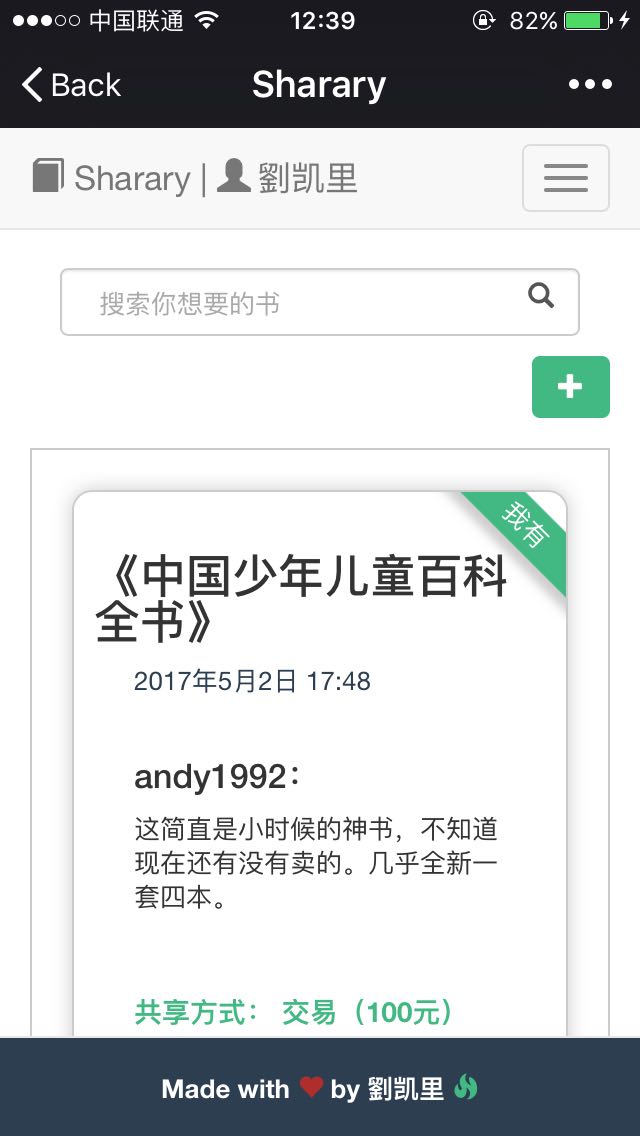 中国联通 12:39 82%
Back Sharary
Sharary | 劉凯里
搜索你想要的书
我有
《中国少年儿童百科
全书》
2017年5月2日 17:48
andy1992：
这简直是小时候的神书，不知道
现在还有没有卖的。几乎全新一
套四本。
共享方式： 交易（100元）
Made with ❤ by 劉凯里